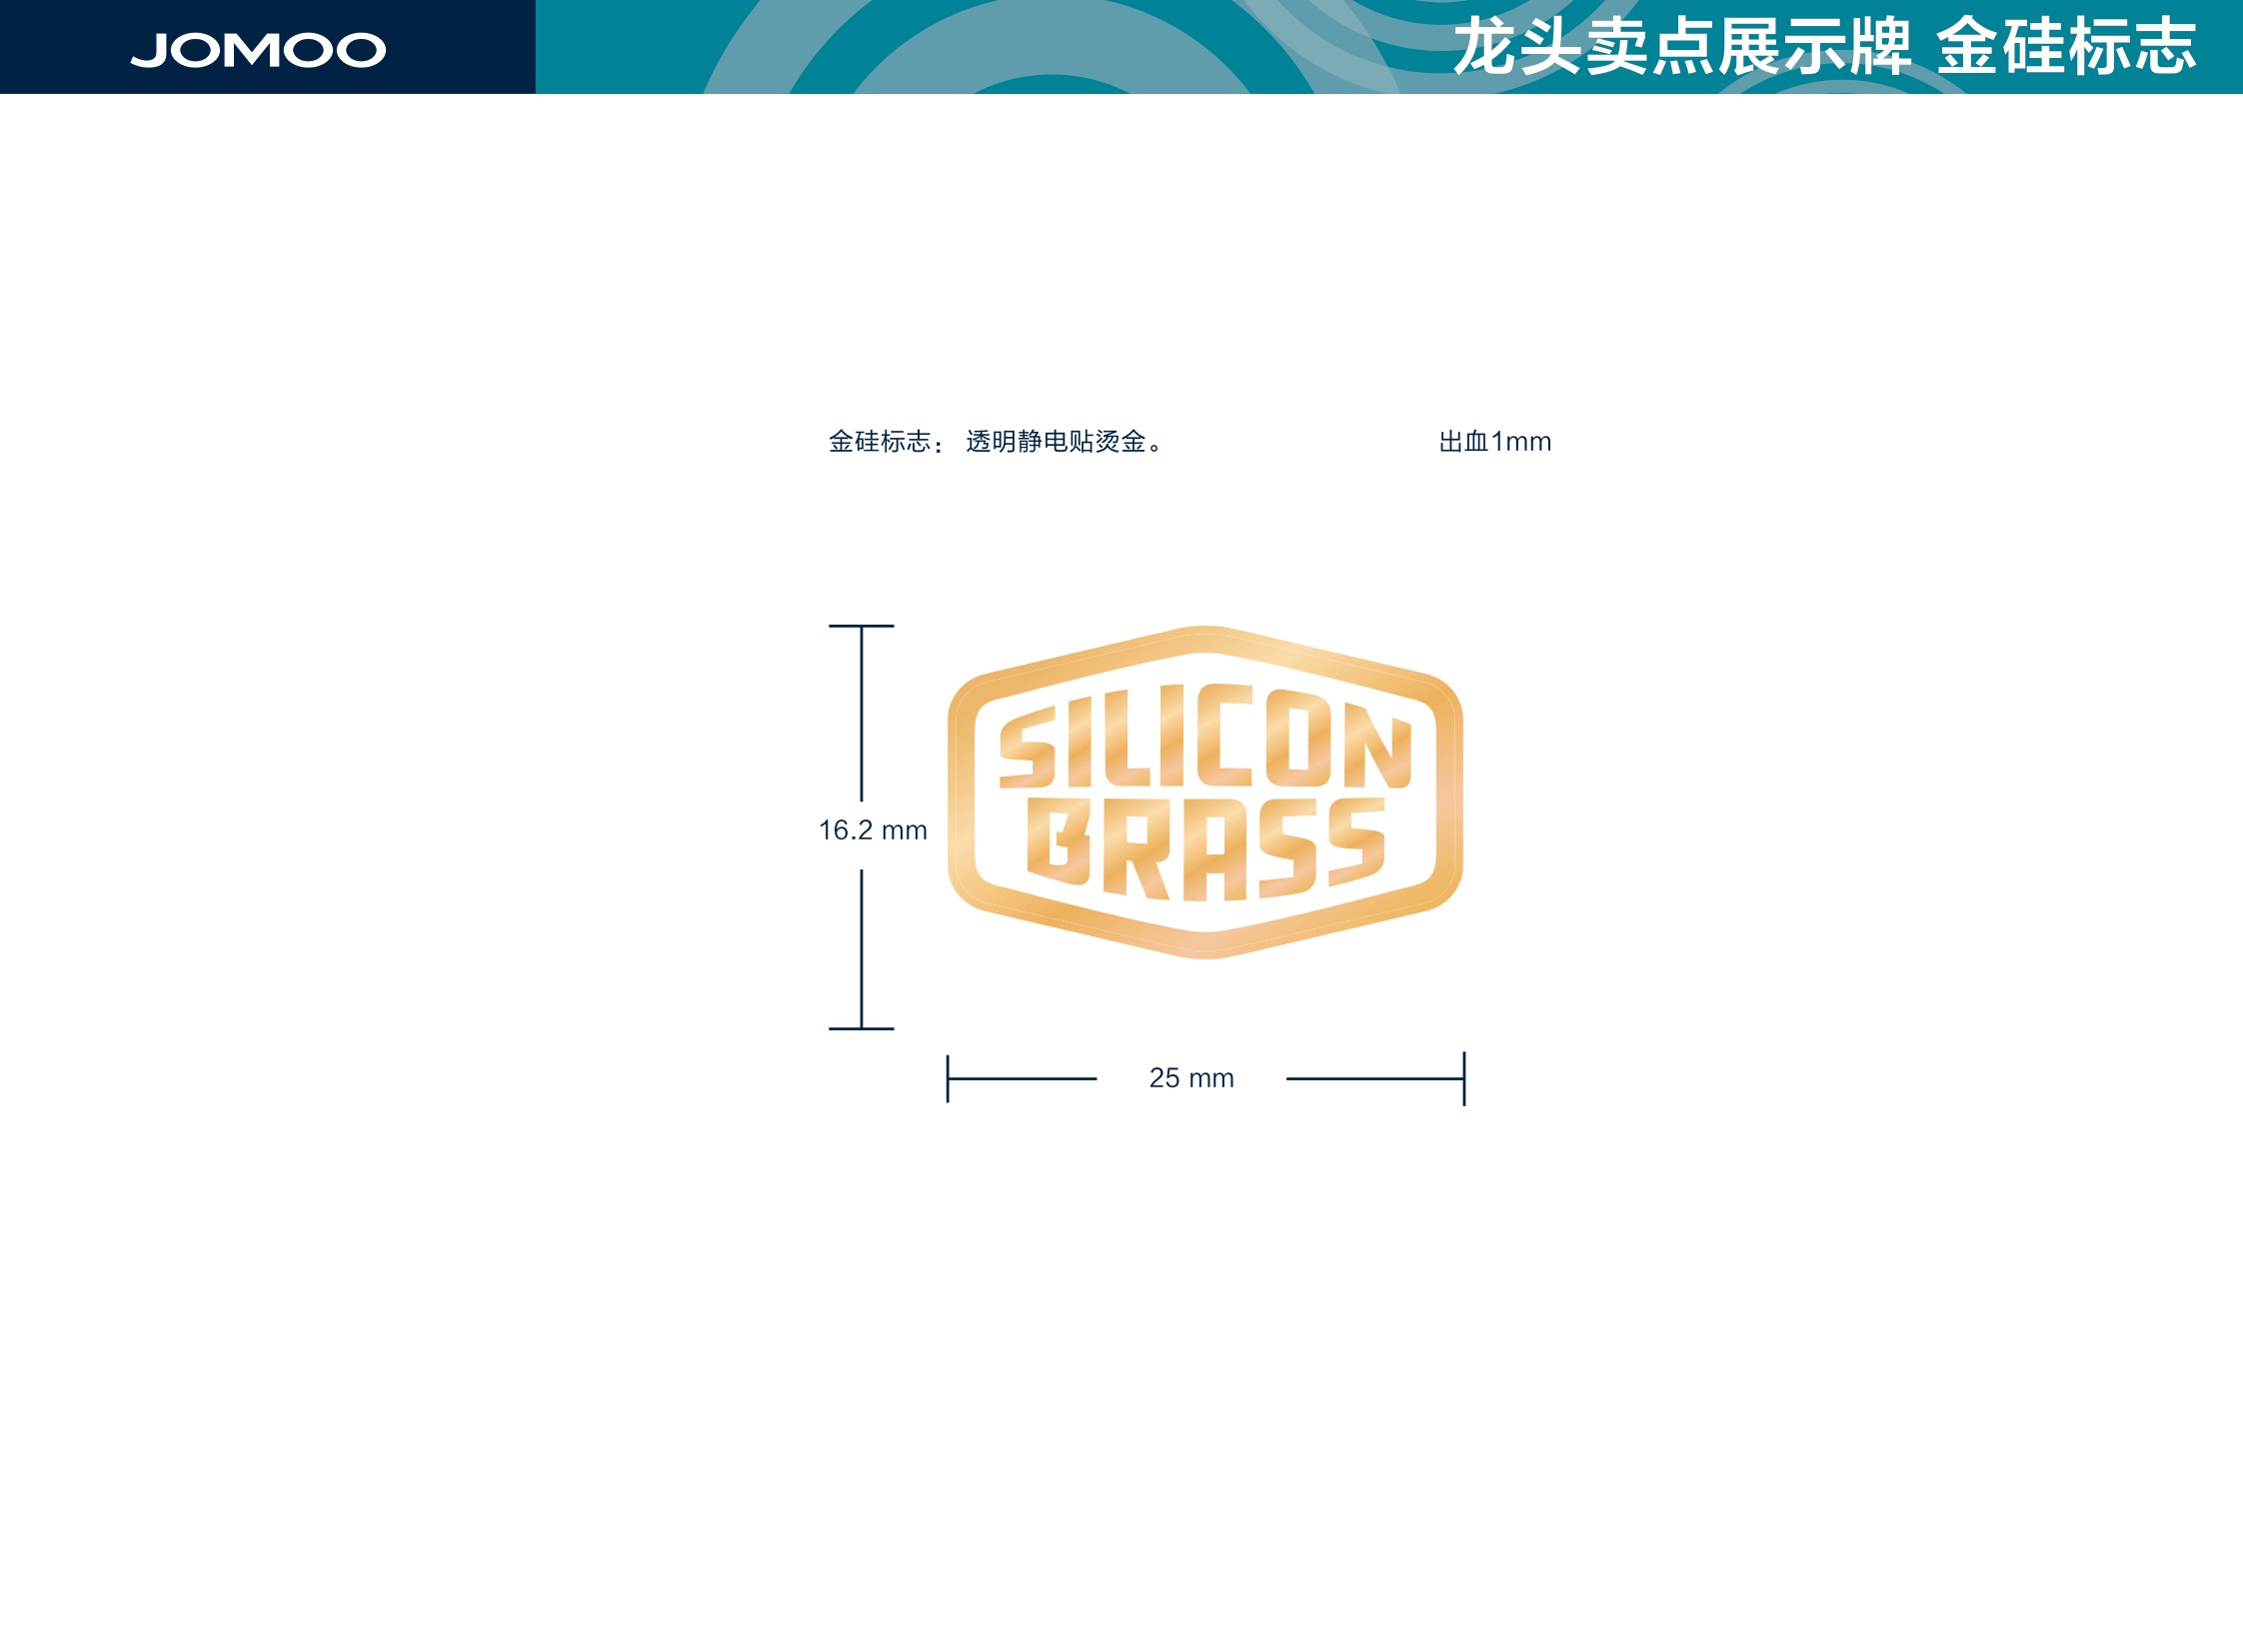 JOMOO
龙头卖点展示牌 金硅标志
金硅标志： 透明静电贴烫金。
出血1mm
SILICON
BRASS
16.2 mm
25 mm